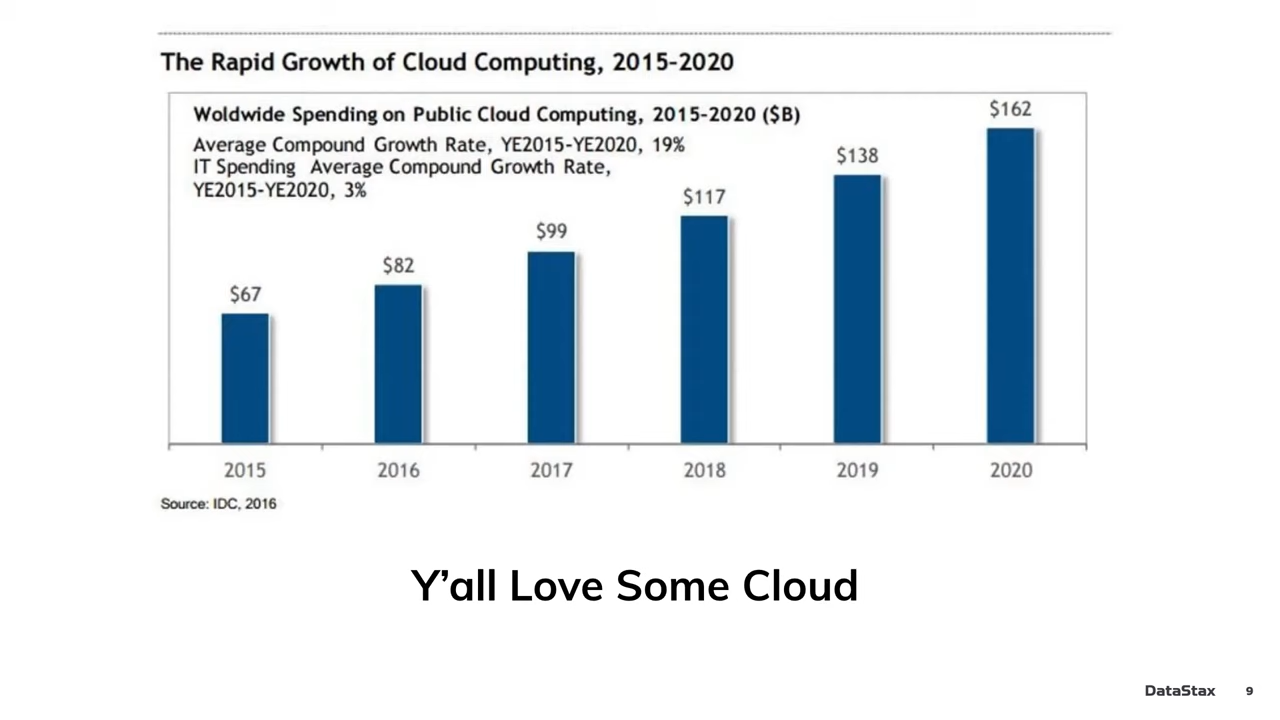 The Rapid Growth of Cloud Computing, 2015–2020
Woldwide Spending on Public Cloud Computing, 2015–2020 ($B)
Average Compound Growth Rate, YE2015-YE2020, 19%
IT Spending Average Compound Growth Rate,
YE2015-YE2020, 3%
$67
$82
$99
$117
$138
$162
2015
2016
2017
2018
2019
2020
Source: IDC, 2016
Y’all Love Some Cloud
DataStax
9